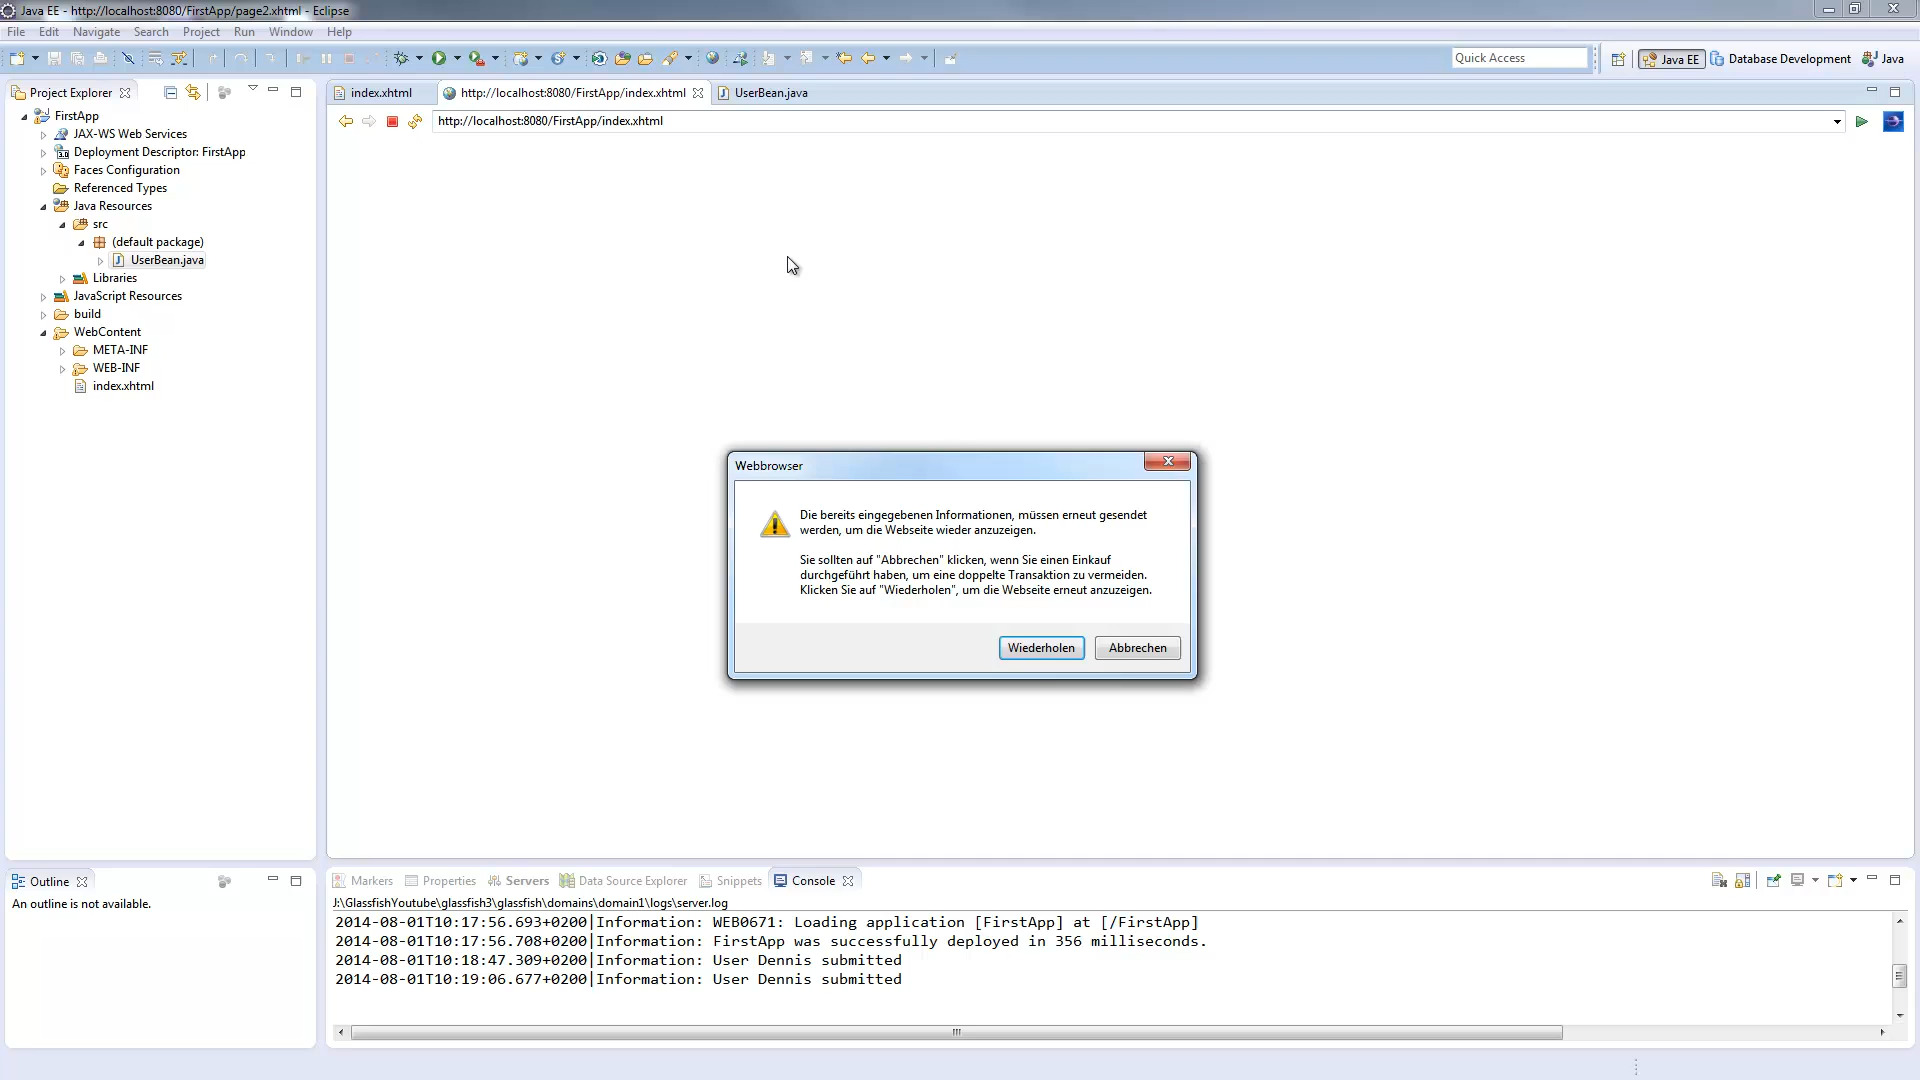 Java EE - http://localhost:8080/FirstApp/page2.xhtml - Eclipse
File Edit Navigate Search Project Run Window Help
Quick Access
Java EE
Database Development
Java
Project Explorer
index.xhtml
http://localhost:8080/FirstApp/index.xhtml
UserBean.java
http://localhost:8080/FirstApp/index.xhtml
FirstApp
JAX-WS Web Services
Deployment Descriptor: FirstApp
Faces Configuration
Referenced Types
Java Resources
src
(default package)
UserBean.java
Libraries
JavaScript Resources
build
WebContent
META-INF
WEB-INF
index.xhtml
Webbrowser
Die bereits eingegebenen Informationen, müssen erneut gesendet
werden, um die Webseite wieder anzuzeigen.
Sie sollten auf "Abbrechen" klicken, wenn Sie einen Einkauf
durchgeführt haben, um eine doppelte Transaktion zu vermeiden.
Klicken Sie auf "Wiederholen", um die Webseite erneut anzuzeigen.
Wiederholen
Abbrechen
Outline
An outline is not available.
Markers
Properties
Servers
Data Source Explorer
Snippets
Console
J:\GlassfishYoutube\glassfish3\glassfish\domains\domain1\logs\server.log
2014-08-01T10:17:56.693+0200|Information: WEB0671: Loading application [FirstApp] at [/FirstApp]
2014-08-01T10:17:56.708+0200|Information: FirstApp was successfully deployed in 356 milliseconds.
2014-08-01T10:18:47.309+0200|Information: User Dennis submitted
2014-08-01T10:19:06.677+0200|Information: User Dennis submitted